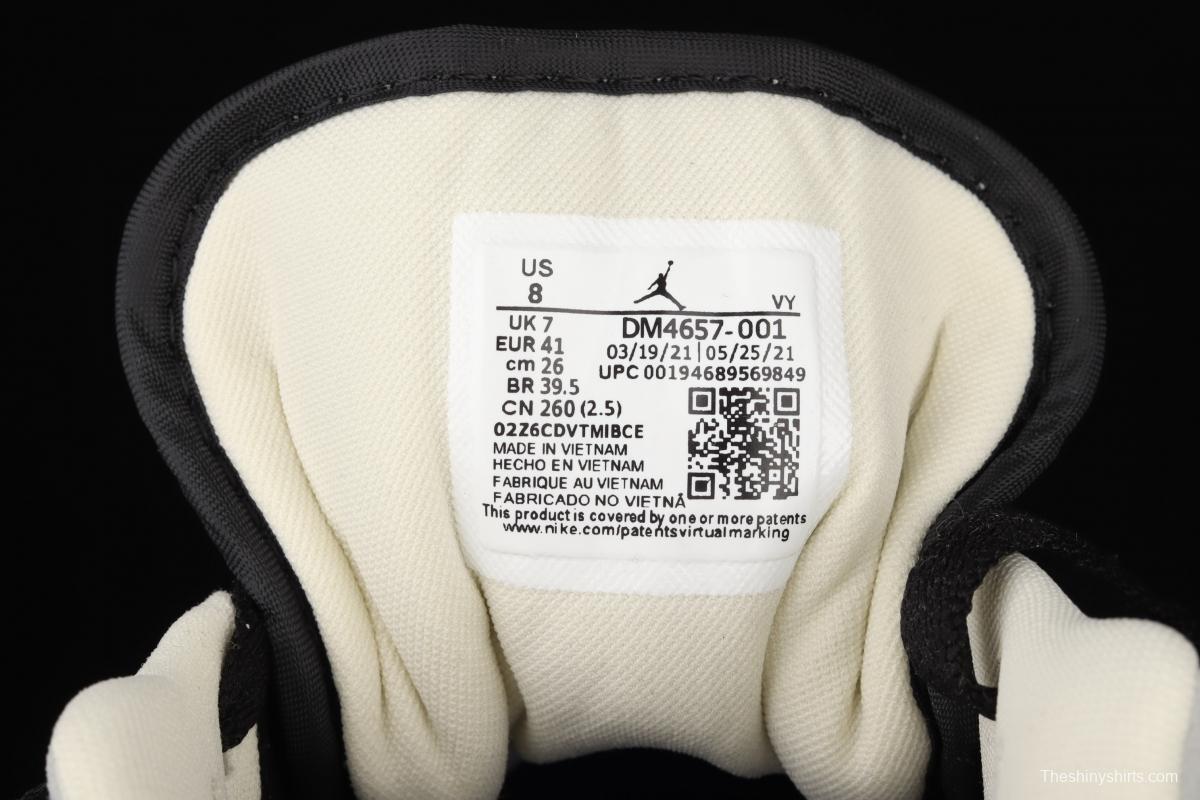 US
8
VY
UK 7
EUR 41
cm 26
BR 39.5
CN 260 (2.5)
DM4657-001
03/19/21|05/25/21
UPC 00194689569849
02Z6CDVTMIBCE
MADE IN VIETNAM
HECHO EN VIETNAM
FABRIQUE AU VIETNAM
FABRICADO NO VIETNÃ
This product is covered by one or more patents
www.nike.com/patentsvirtualmarking
Theshinyshirts.com